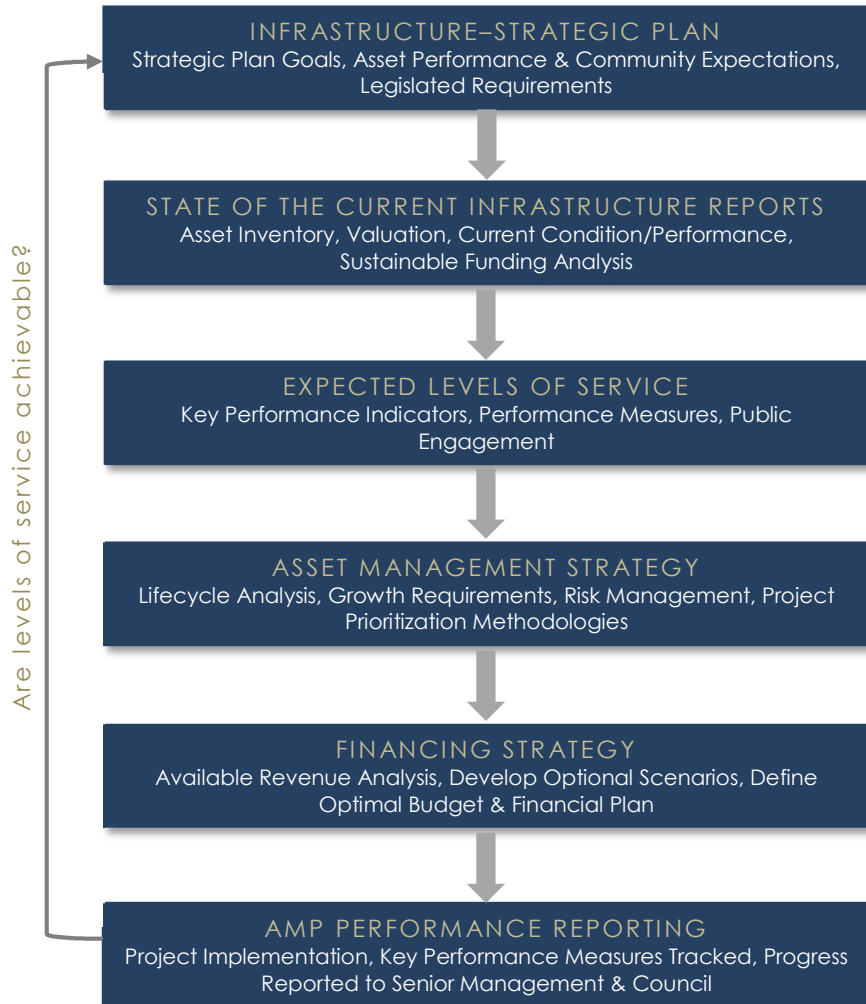 INFRASTRUCTURE–STRATEGIC PLAN
Strategic Plan Goals, Asset Performance & Community Expectations,
Legislated Requirements
STATE OF THE CURRENT INFRASTRUCTURE REPORTS
Asset Inventory, Valuation, Current Condition/Performance,
Sustainable Funding Analysis
EXPECTED LEVELS OF SERVICE
Key Performance Indicators, Performance Measures, Public
Engagement
ASSET MANAGEMENT STRATEGY
Lifecycle Analysis, Growth Requirements, Risk Management, Project
Prioritization Methodologies
FINANCING STRATEGY
Available Revenue Analysis, Develop Optional Scenarios, Define
Optimal Budget & Financial Plan
AMP PERFORMANCE REPORTING
Project Implementation, Key Performance Measures Tracked, Progress
Reported to Senior Management & Council
Are levels of service achievable?